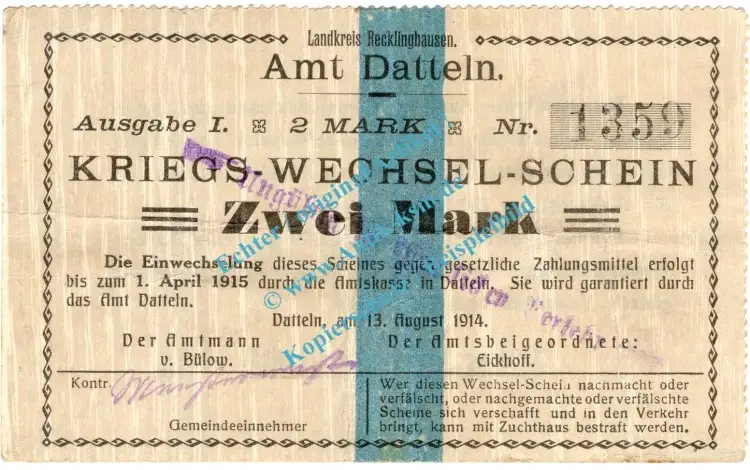 Landkreis Recklinghausen.
Amt Datteln.
Ausgabe I. 2 MARK Nr. 1359
KRIEGS-WECHSEL-SCHEIN
Zwei Mark
Die Einwechselung dieses Scheines gegen gesetzliche Zahlungsmittel erfolgt
bis zum 1. April 1915 durch die Amtskasse in Datteln. Sie wird garantiert durch
das Amt Datteln.
Datteln, am 13. August 1914.
Der Amtmann Der Amtsbeigeordnete:
v. Bülow. Eickhoff.
Kontr.
Gemeindeeinnehmer
Wer diesen Wechsel-Schein nachmacht oder
verfälscht, oder nachgemachte oder verfälschte
Scheine sich verschafft und in den Verkehr
bringt, kann mit Zuchthaus bestraft werden.
Echter, original
© www.